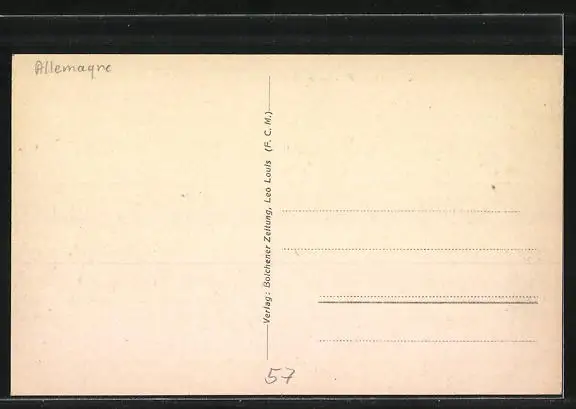 Allemagne
Verlag: Bolchener Zeitung, Leo Louis (F. C. M.)
57